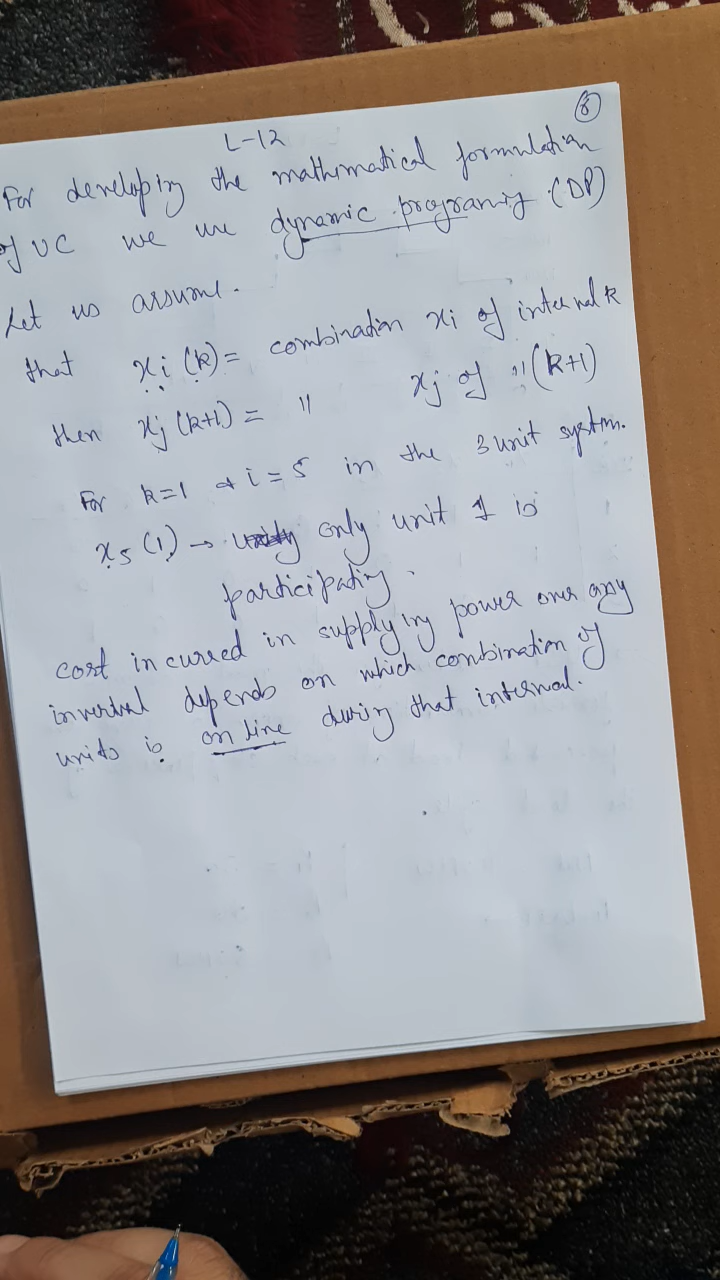 8
L-12
For developing the mathematical formulation
of UC we use dynamic programing (DP)
Let us assume.
that xi (k) = combination xi of interval k
then xj (k+1) = " xj of " (k+1)
For k=1 & i=5 in the 3 unit system.
x5 (1) → only unit 1 is
participating.
cost incurred in supplying power over any
inverval depends on which combination of
units is on line during that interval.